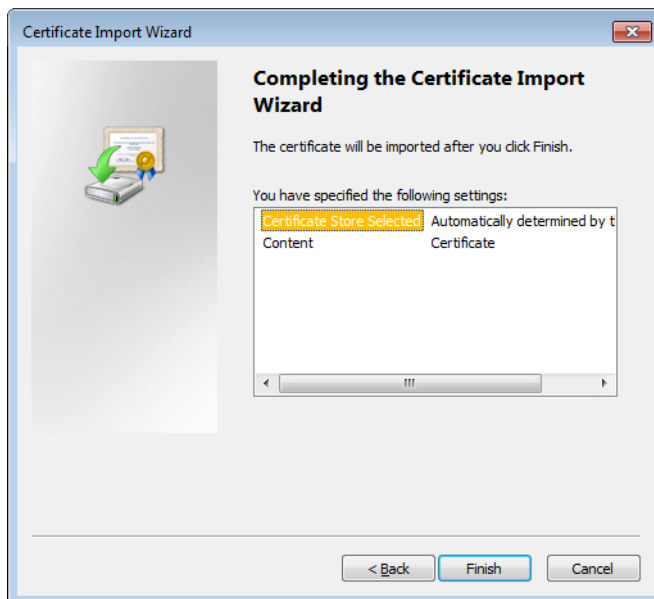 Certificate Import Wizard
Completing the Certificate Import
Wizard
The certificate will be imported after you click Finish.
You have specified the following settings:
Certificate Store Selected Automatically determined by t
Content Certificate
< Back Finish Cancel